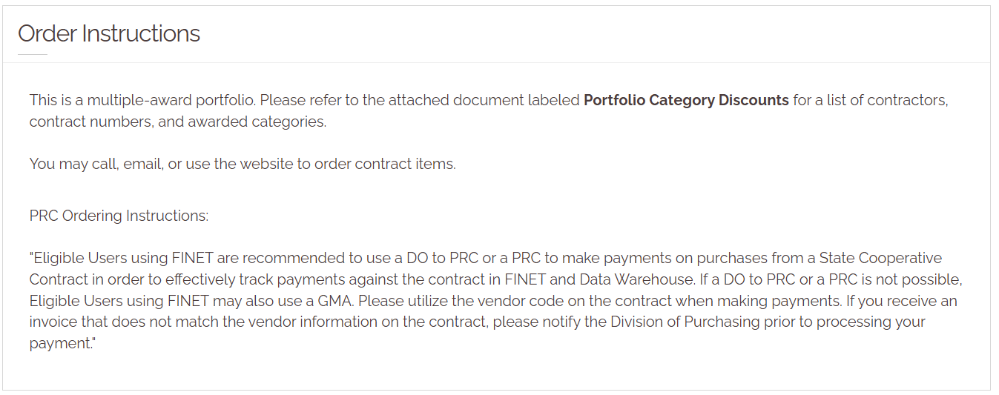 Order Instructions
This is a multiple-award portfolio. Please refer to the attached document labeled Portfolio Category Discounts for a list of contractors,
contract numbers, and awarded categories.
You may call, email, or use the website to order contract items.
PRC Ordering Instructions:
"Eligible Users using FINET are recommended to use a DO to PRC or a PRC to make payments on purchases from a State Cooperative
Contract in order to effectively track payments against the contract in FINET and Data Warehouse. If a DO to PRC or a PRC is not possible,
Eligible Users using FINET may also use a GMA. Please utilize the vendor code on the contract when making payments. If you receive an
invoice that does not match the vendor information on the contract, please notify the Division of Purchasing prior to processing your
payment."